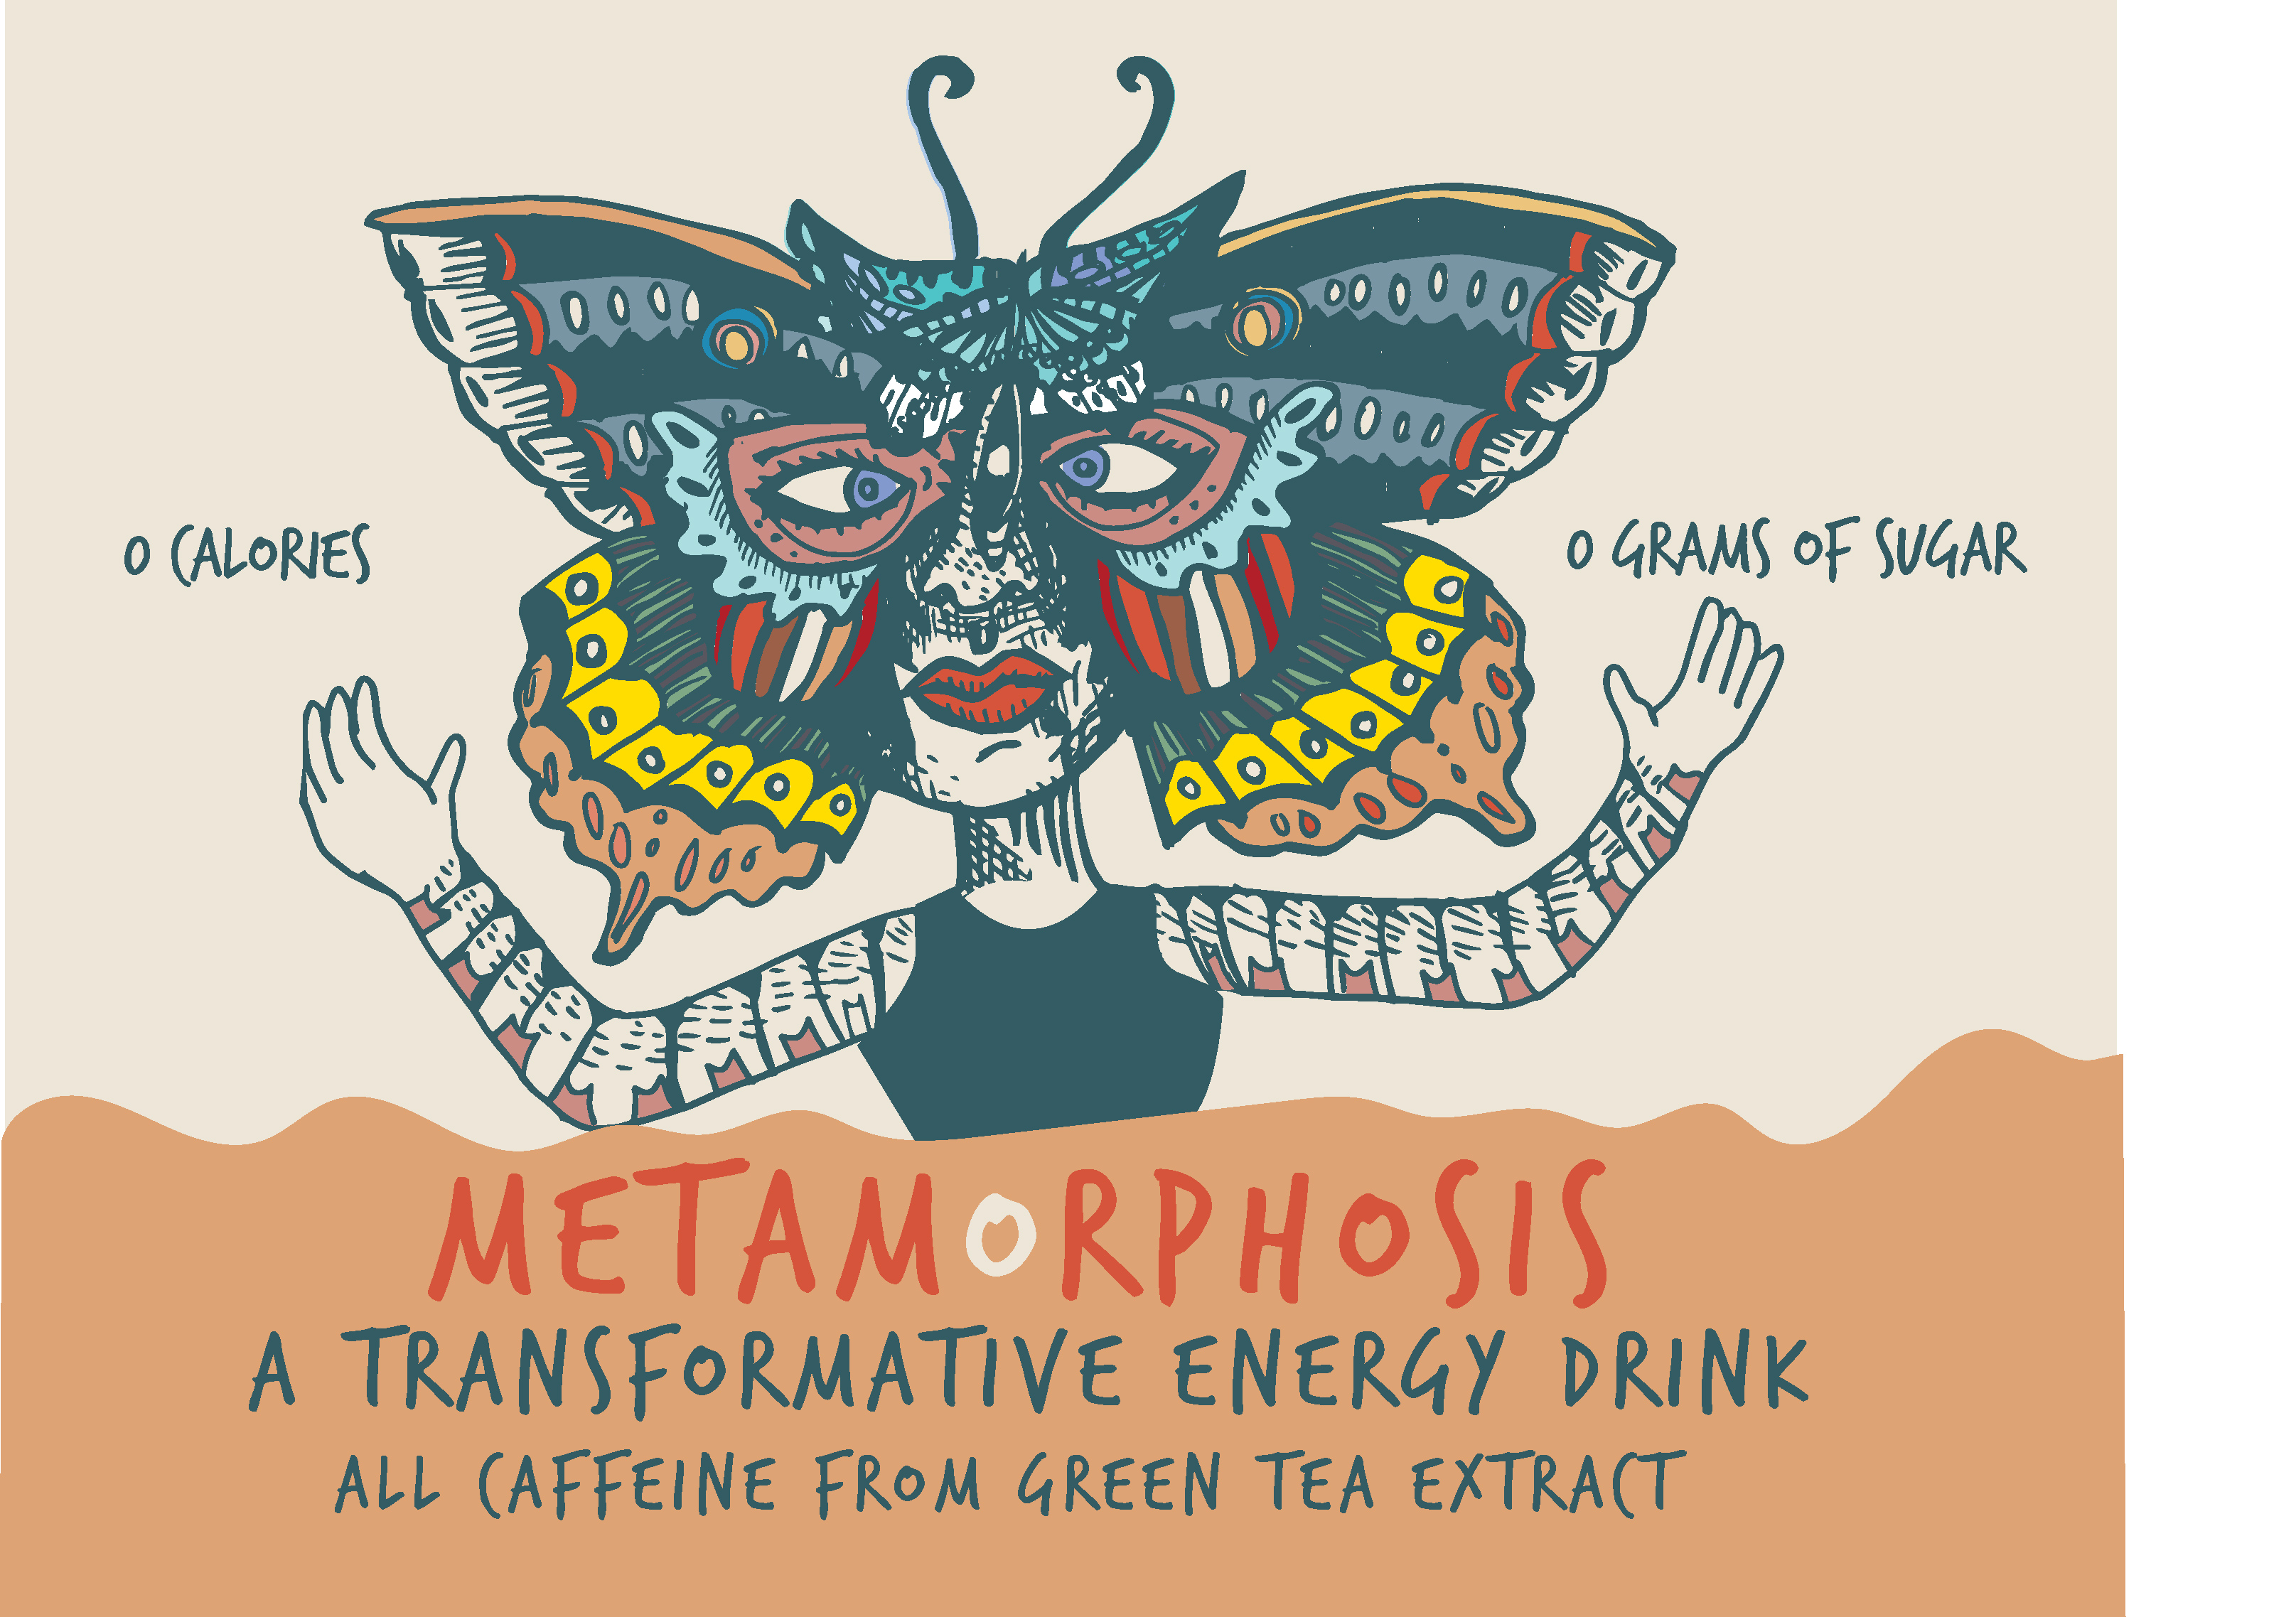 0 CALORIES
0 GRAMS OF SUGAR
METAMORPHOSIS
A TRANSFORMATIVE ENERGY DRINK
ALL CAFFEINE FROM GREEN TEA EXTRACT